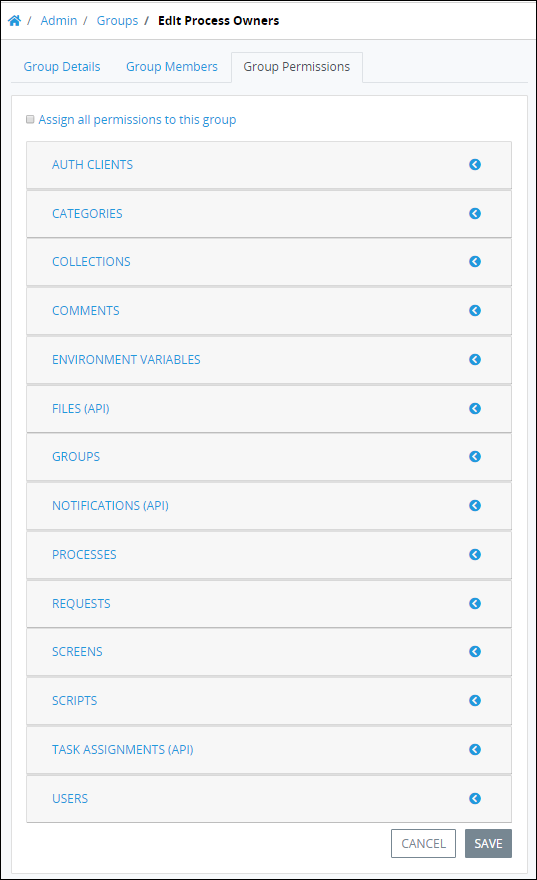 / Admin / Groups / Edit Process Owners
Group Details Group Members Group Permissions
Assign all permissions to this group
AUTH CLIENTS
CATEGORIES
COLLECTIONS
COMMENTS
ENVIRONMENT VARIABLES
FILES (API)
GROUPS
NOTIFICATIONS (API)
PROCESSES
REQUESTS
SCREENS
SCRIPTS
TASK ASSIGNMENTS (API)
USERS
CANCEL SAVE